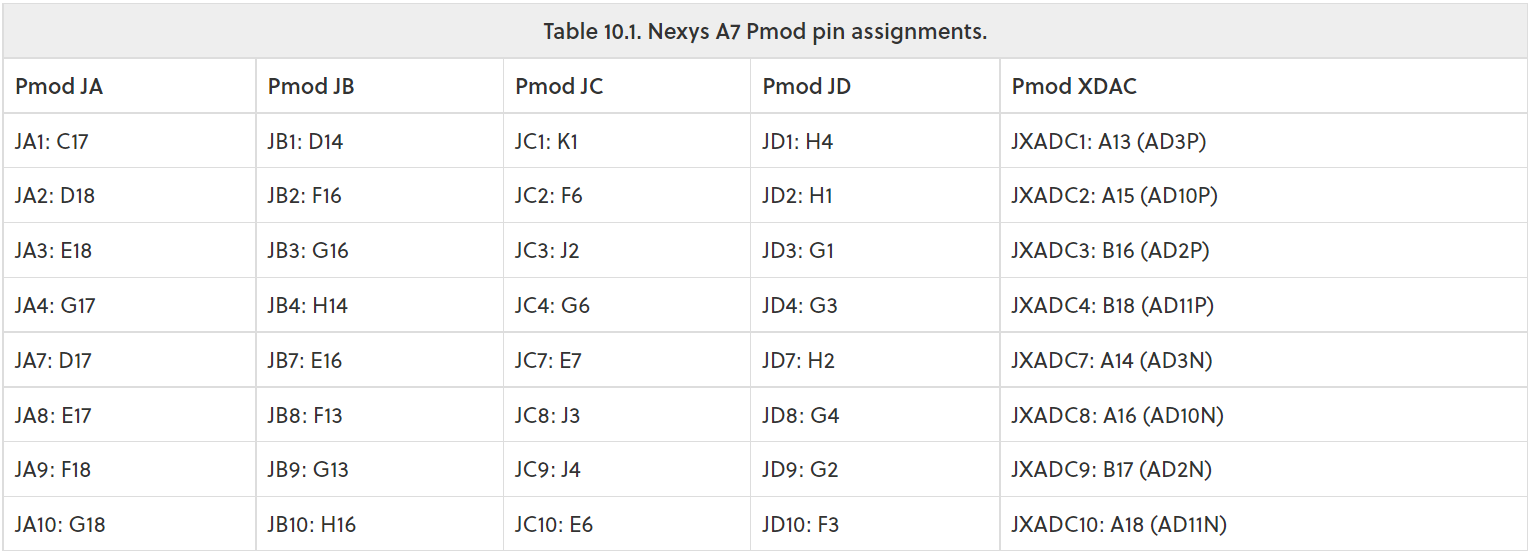 Table 10.1. Nexys A7 Pmod pin assignments.
Pmod JA Pmod JB Pmod JC Pmod JD Pmod XDAC
JA1: C17 JB1: D14 JC1: K1 JD1: H4 JXADC1: A13 (AD3P)
JA2: D18 JB2: F16 JC2: F6 JD2: H1 JXADC2: A15 (AD10P)
JA3: E18 JB3: G16 JC3: J2 JD3: G1 JXADC3: B16 (AD2P)
JA4: G17 JB4: H14 JC4: G6 JD4: G3 JXADC4: B18 (AD11P)
JA7: D17 JB7: E16 JC7: E7 JD7: H2 JXADC7: A14 (AD3N)
JA8: E17 JB8: F13 JC8: J3 JD8: G4 JXADC8: A16 (AD10N)
JA9: F18 JB9: G13 JC9: J4 JD9: G2 JXADC9: B17 (AD2N)
JA10: G18 JB10: H16 JC10: E6 JD10: F3 JXADC10: A18 (AD11N)